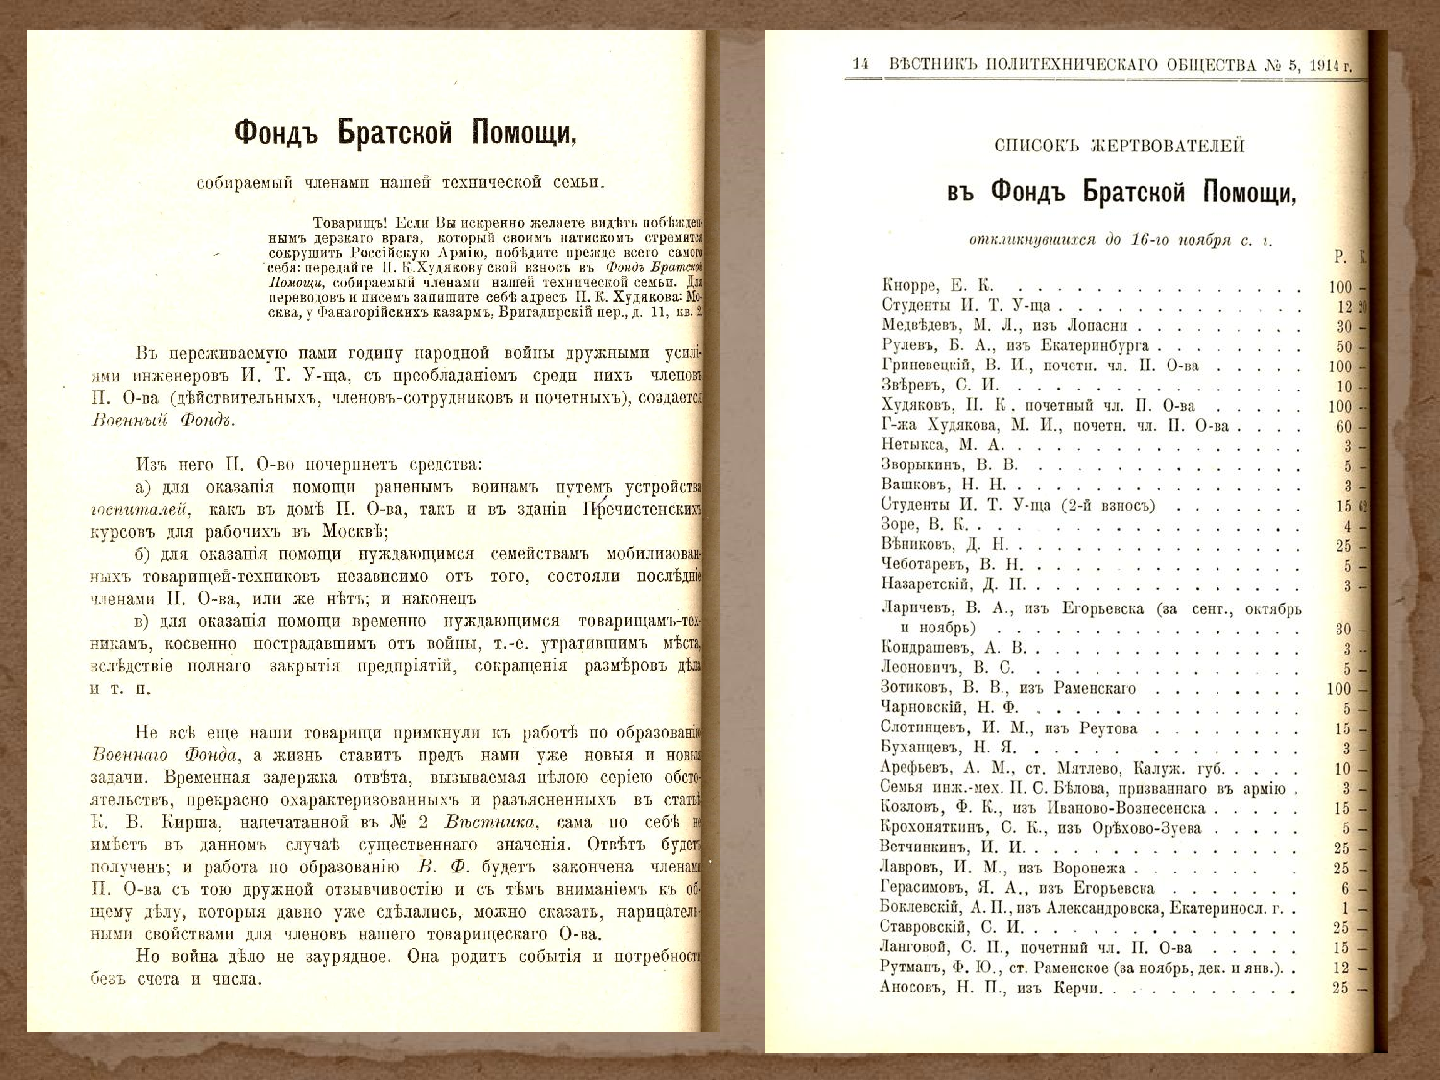 Фондъ Братской Помощи,
собираемый членами нашей технической семьи.
Товарищъ! Если Вы искренно желаете видѣть побѣжден-
нымъ дерзкаго врага, который своимъ натискомъ стремится
сокрушить Россійскую Армію, побѣдите прежде всего самого
себя: передайте П. К. Худякову свой взносъ въ Фондъ Братской
Помощи, собираемый членами нашей технической семьи. Для
переводовъ и писемъ запишите себѣ адресъ П. К. Худякова: Мо-
сква, у Фанагорійскихъ казармъ, Бригадирскій пер., д. 11, кв. 2
Въ переживаемую нами годину народной войны дружными усилі-
ями инженеровъ И. Т. У-ща, съ преобладаніемъ среди нихъ членовъ
П. О-ва (дѣйствительныхъ, членовъ-сотрудниковъ и почетныхъ), создается
Военный Фондъ.
Изъ него П. О-во почерпнетъ средства:
а) для оказанія помощи раненымъ воинамъ путемъ устройства
госпиталей, какъ въ домѣ П. О-ва, такъ и въ зданіи Пречистенскихъ
курсовъ для рабочихъ въ Москвѣ;
б) для оказанія помощи нуждающимся семействамъ мобилизован-
ныхъ товарищей-техниковъ независимо отъ того, состояли послѣдніе
членами П. О-ва, или же нѣтъ; и наконецъ
в) для оказанія помощи временно нуждающимся товарищамъ-тех-
никамъ, косвенно пострадавшимъ отъ войны, т.-е. утратившимъ мѣста,
вслѣдствіе полнаго закрытія предпріятій, сокращенія размѣровъ дѣла
и т. п.
Не всѣ еще наши товарищи примкнули къ работѣ по образованію
Военнаго Фонда, а жизнь ставитъ предъ нами уже новыя и новыя
задачи. Временная задержка отвѣта, вызываемая цѣлою серіею обсто-
ятельствъ, прекрасно охарактеризованныхъ и разъясненныхъ въ статьѣ
К. В. Кирша, напечатанной въ № 2 Вѣстника, сама по себѣ не
имѣетъ въ данномъ случаѣ существеннаго значенія. Отвѣтъ будетъ
полученъ; и работа по образованію В. Ф. будетъ закончена членами
П. О-ва съ тою дружной отзывчивостію и съ тѣмъ вниманіемъ къ об-
щему дѣлу, которыя давно уже сдѣлались, можно сказать, нарицатель-
ными свойствами для членовъ нашего товарищескаго О-ва.
Но война дѣло не заурядное. Она родитъ событія и потребности
безъ счета и числа.
14 ВѢСТНИКЪ ПОЛИТЕХНИЧЕСКАГО ОБЩЕСТВА № 5, 1914 г.
СПИСОКЪ ЖЕРТВОВАТЕЛЕЙ
въ Фондъ Братской Помощи,
откликнувшихся до 16-го ноября с. г.
Р. К.
Кнорре, Е. К. . . . . . . . . . . . . . . . 100 –
Студенты И. Т. У-ща . . . . . . . . . . . . . 12 20
Медвѣдевъ, М. Л., изъ Лопасни . . . . . . . . . 30 –
Рулевъ, Б. А., изъ Екатеринбурга . . . . . . . . 50 –
Гриневецкій, В. И., почетн. чл. П. О-ва . . . . . 100 –
Звѣревъ, С. И. . . . . . . . . . . . . . . . 10 –
Худяковъ, П. К. почетный чл. П. О-ва . . . . . 100 –
Г-жа Худякова, М. И., почетн. чл. П. О-ва . . . . 60 –
Нетыкса, М. А. . . . . . . . . . . . . . . . 3 –
Зворыкинъ, В. В. . . . . . . . . . . . . . . 5 –
Вашковъ, Н. Н. . . . . . . . . . . . . . . . 3 –
Студенты И. Т. У-ща (2-й взносъ) . . . . . . . 15 62
Зоре, В. К. . . . . . . . . . . . . . . . . 4 –
Вѣниковъ, Д. Н. . . . . . . . . . . . . . . . 25 –
Чеботаревъ, В. Н. . . . . . . . . . . . . . . 5 –
Назаретскій, Д. П. . . . . . . . . . . . . . . 3 –
Ларичевъ, В. А., изъ Егорьевска (за сент., октябрь
и ноябрь) . . . . . . . . . . . . . . . . 30 –
Кондрашевъ, А. В. . . . . . . . . . . . . . . 3 –
Лесновичъ, В. С. . . . . . . . . . . . . . . 5 –
Зотиковъ, В. В., изъ Раменскаго . . . . . . . . 100 –
Чарновскій, Н. Ф. . . . . . . . . . . . . . . 5 –
Слотинцевъ, И. М., изъ Реутова . . . . . . . . 15 –
Буханцевъ, Н. Я. . . . . . . . . . . . . . . 3 –
Арефьевъ, А. М., ст. Мятлево, Калуж. губ. . . . . 10 –
Семья инж.-мех. П. С. Бѣлова, призваннаго въ армію . 3 –
Козловъ, Ф. К., изъ Иваново-Вознесенска . . . . . 15 –
Крохоняткинъ, С. К., изъ Орѣхово-Зуева . . . . . 5 –
Ветчинкинъ, И. И. . . . . . . . . . . . . . . 25 –
Лавровъ, И. М., изъ Воронежа . . . . . . . . 25 –
Герасимовъ, Я. А., изъ Егорьевска . . . . . . . 6 –
Боклевскій, А. П., изъ Александровска, Екатеринosл. г. . 1 –
Ставровскій, С. И. . . . . . . . . . . . . . . 25 –
Ланговой, С. П., почетный чл. П. О-ва . . . . . 15 –
Рутманъ, Ф. Ю., ст. Раменское (за ноябрь, дек. и янв.). . 12 –
Аносовъ, Н. П., изъ Керчи. . . . . . . . . . . 25 –